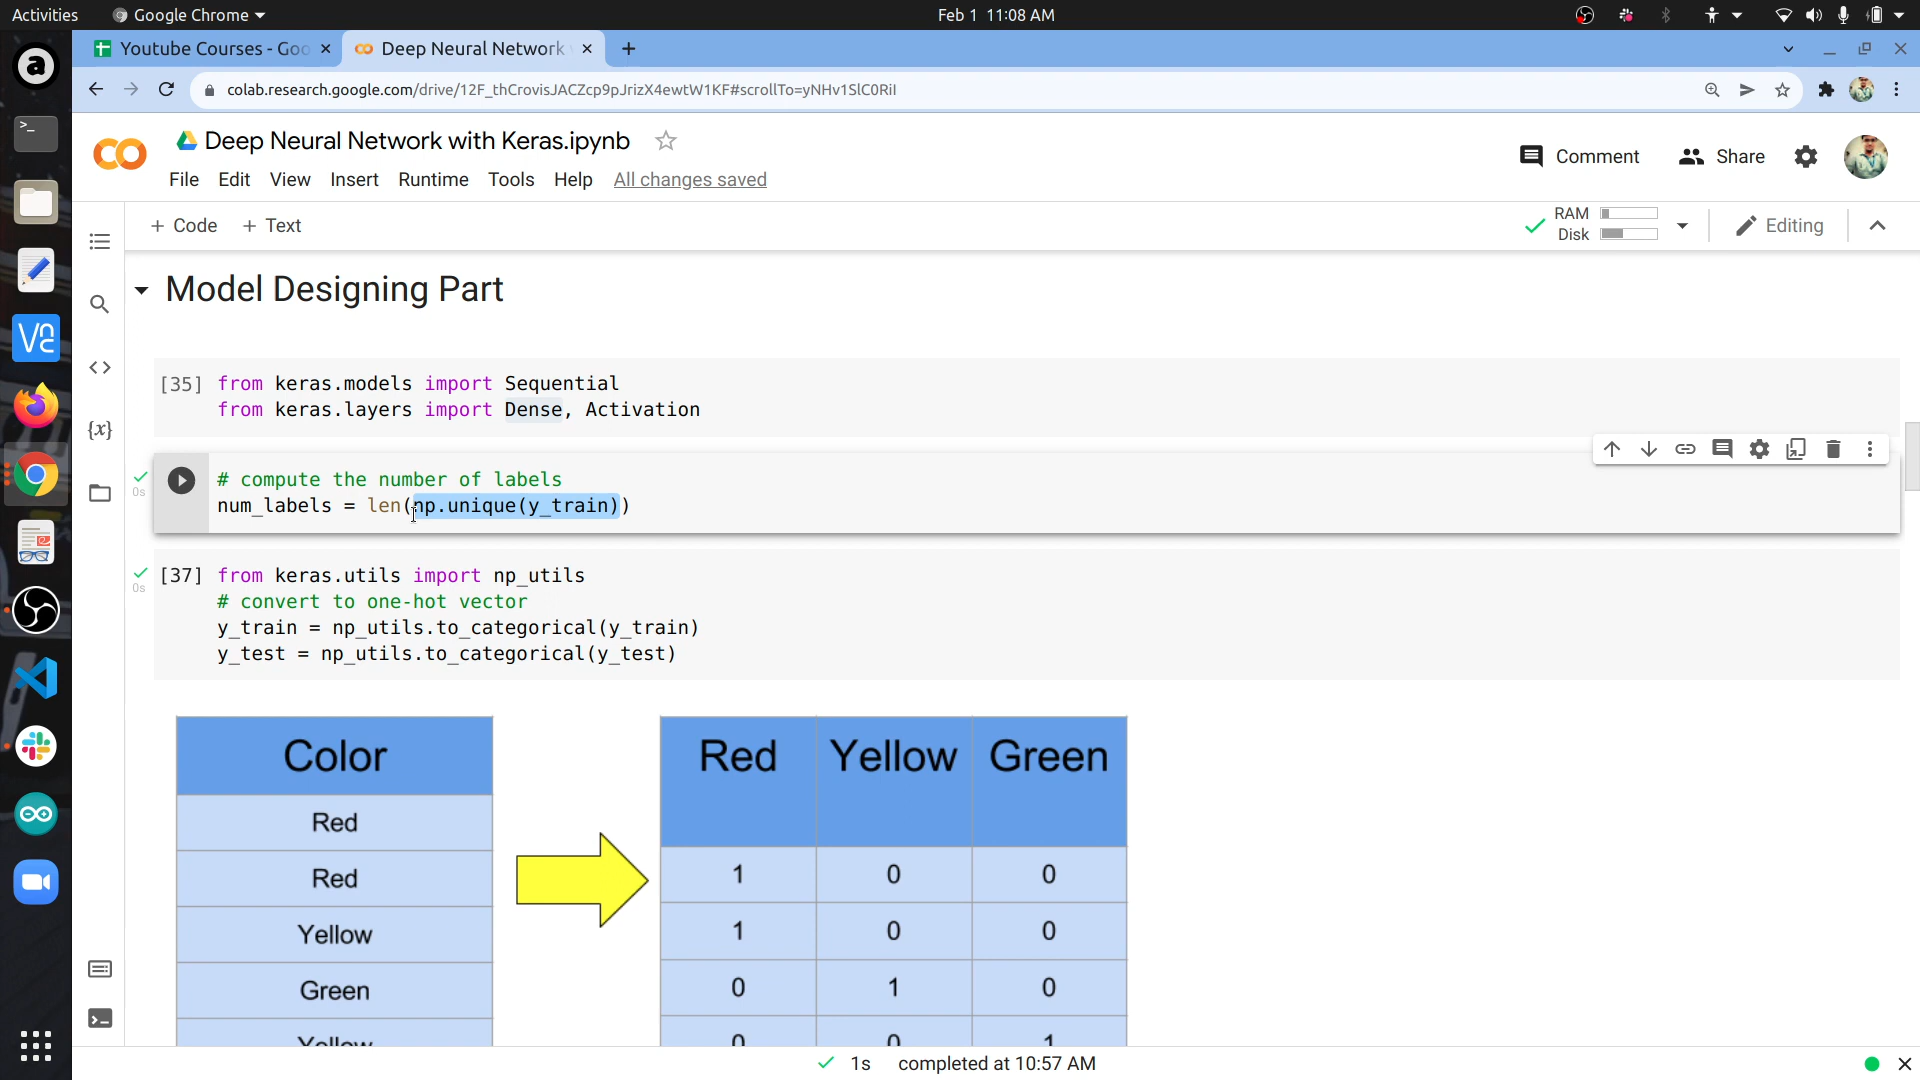 Activities
Google Chrome
Feb 1 11:08 AM
Youtube Courses - Goo
Deep Neural Network
colab.research.google.com/drive/12F_thCrovisJACZcp9pJrizX4ewtW1KF#scrollTo=yNHv1SlC0Ril
Deep Neural Network with Keras.ipynb
File Edit View Insert Runtime Tools Help All changes saved
Comment
Share
+ Code + Text
RAM
Disk
Editing
Model Designing Part
[35] from keras.models import Sequential
from keras.layers import Dense, Activation
0s
# compute the number of labels
num_labels = len(np.unique(y_train))
0s
[37] from keras.utils import np_utils
# convert to one-hot vector
y_train = np_utils.to_categorical(y_train)
y_test = np_utils.to_categorical(y_test)
Color
Red
Red
Yellow
Green
Yellow
Red Yellow Green
1 0 0
1 0 0
0 1 0
0 0 1
1s completed at 10:57 AM